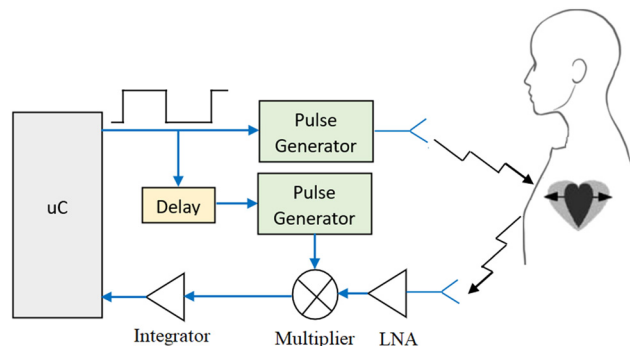 Pulse
Generator
uC
Delay
Pulse
Generator
Integrator
Multiplier
LNA